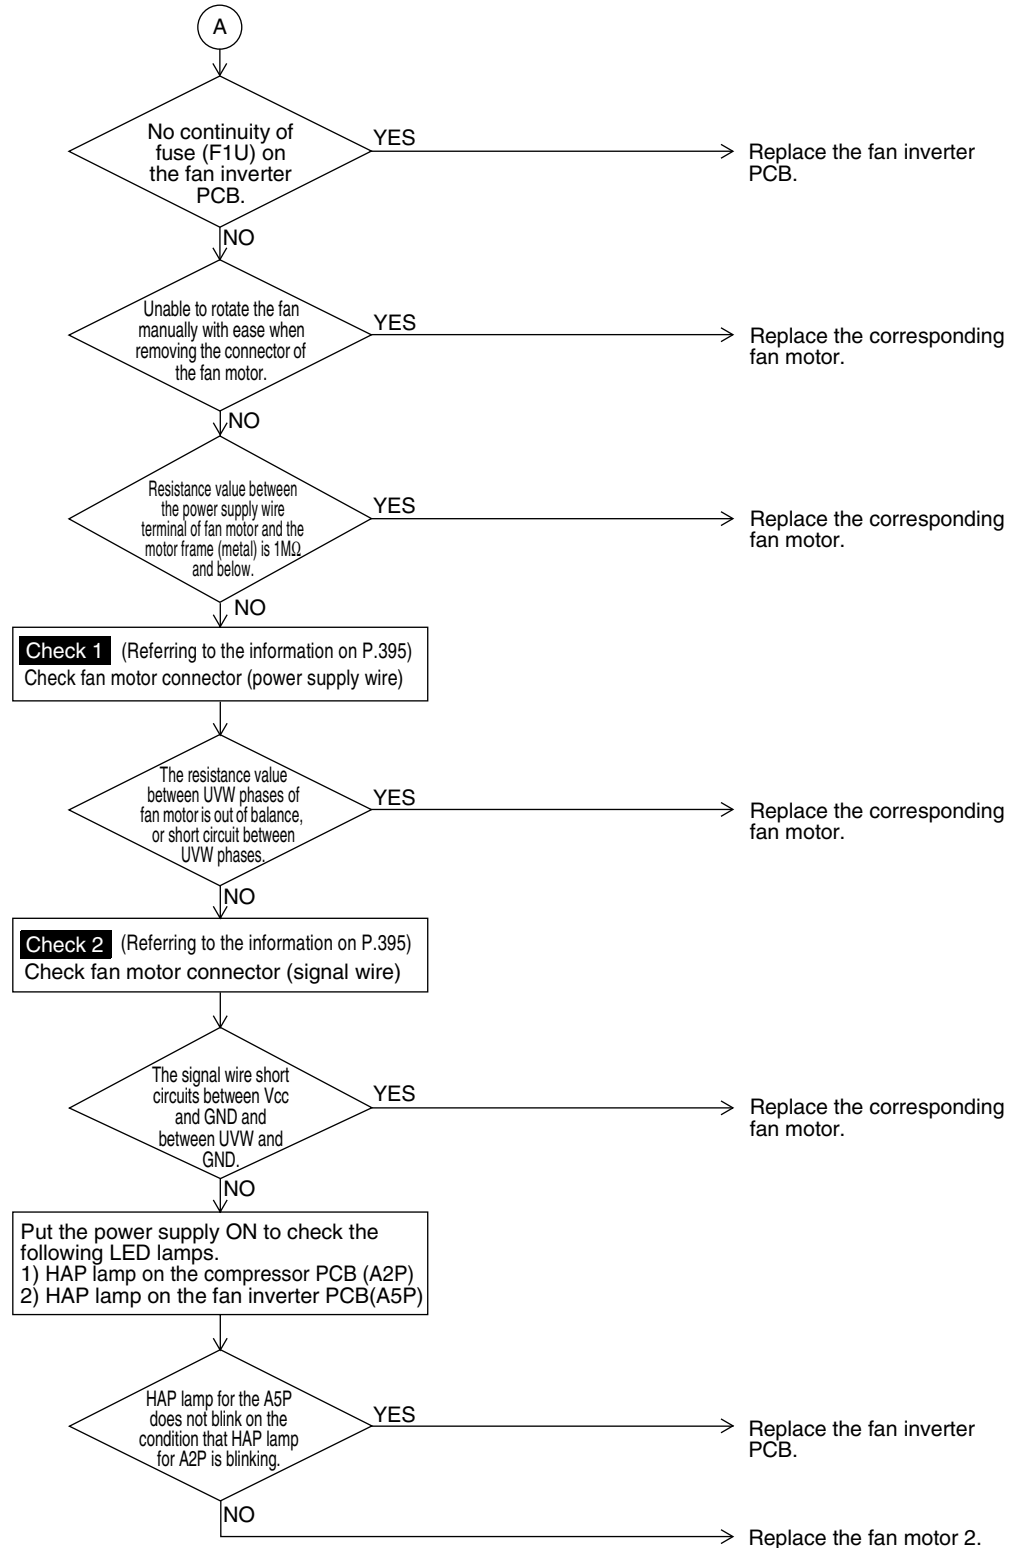 A
No continuity of
fuse (F1U) on
the fan inverter
PCB.
YES
Replace the fan inverter
PCB.
NO
Unable to rotate the fan
manually with ease when
removing the connector of
the fan motor.
YES
Replace the corresponding
fan motor.
NO
Resistance value between
the power supply wire
terminal of fan motor and the
motor frame (metal) is 1MΩ
and below.
YES
Replace the corresponding
fan motor.
NO
Check 1 (Referring to the information on P.395)
Check fan motor connector (power supply wire)
The resistance value
between UVW phases of
fan motor is out of balance,
or short circuit between
UVW phases.
YES
Replace the corresponding
fan motor.
NO
Check 2 (Referring to the information on P.395)
Check fan motor connector (signal wire)
The signal wire short
circuits between Vcc
and GND and
between UVW and
GND.
YES
Replace the corresponding
fan motor.
NO
Put the power supply ON to check the
following LED lamps.
1) HAP lamp on the compressor PCB (A2P)
2) HAP lamp on the fan inverter PCB(A5P)
HAP lamp for the A5P
does not blink on the
condition that HAP lamp
for A2P is blinking.
YES
Replace the fan inverter
PCB.
NO
Replace the fan motor 2.